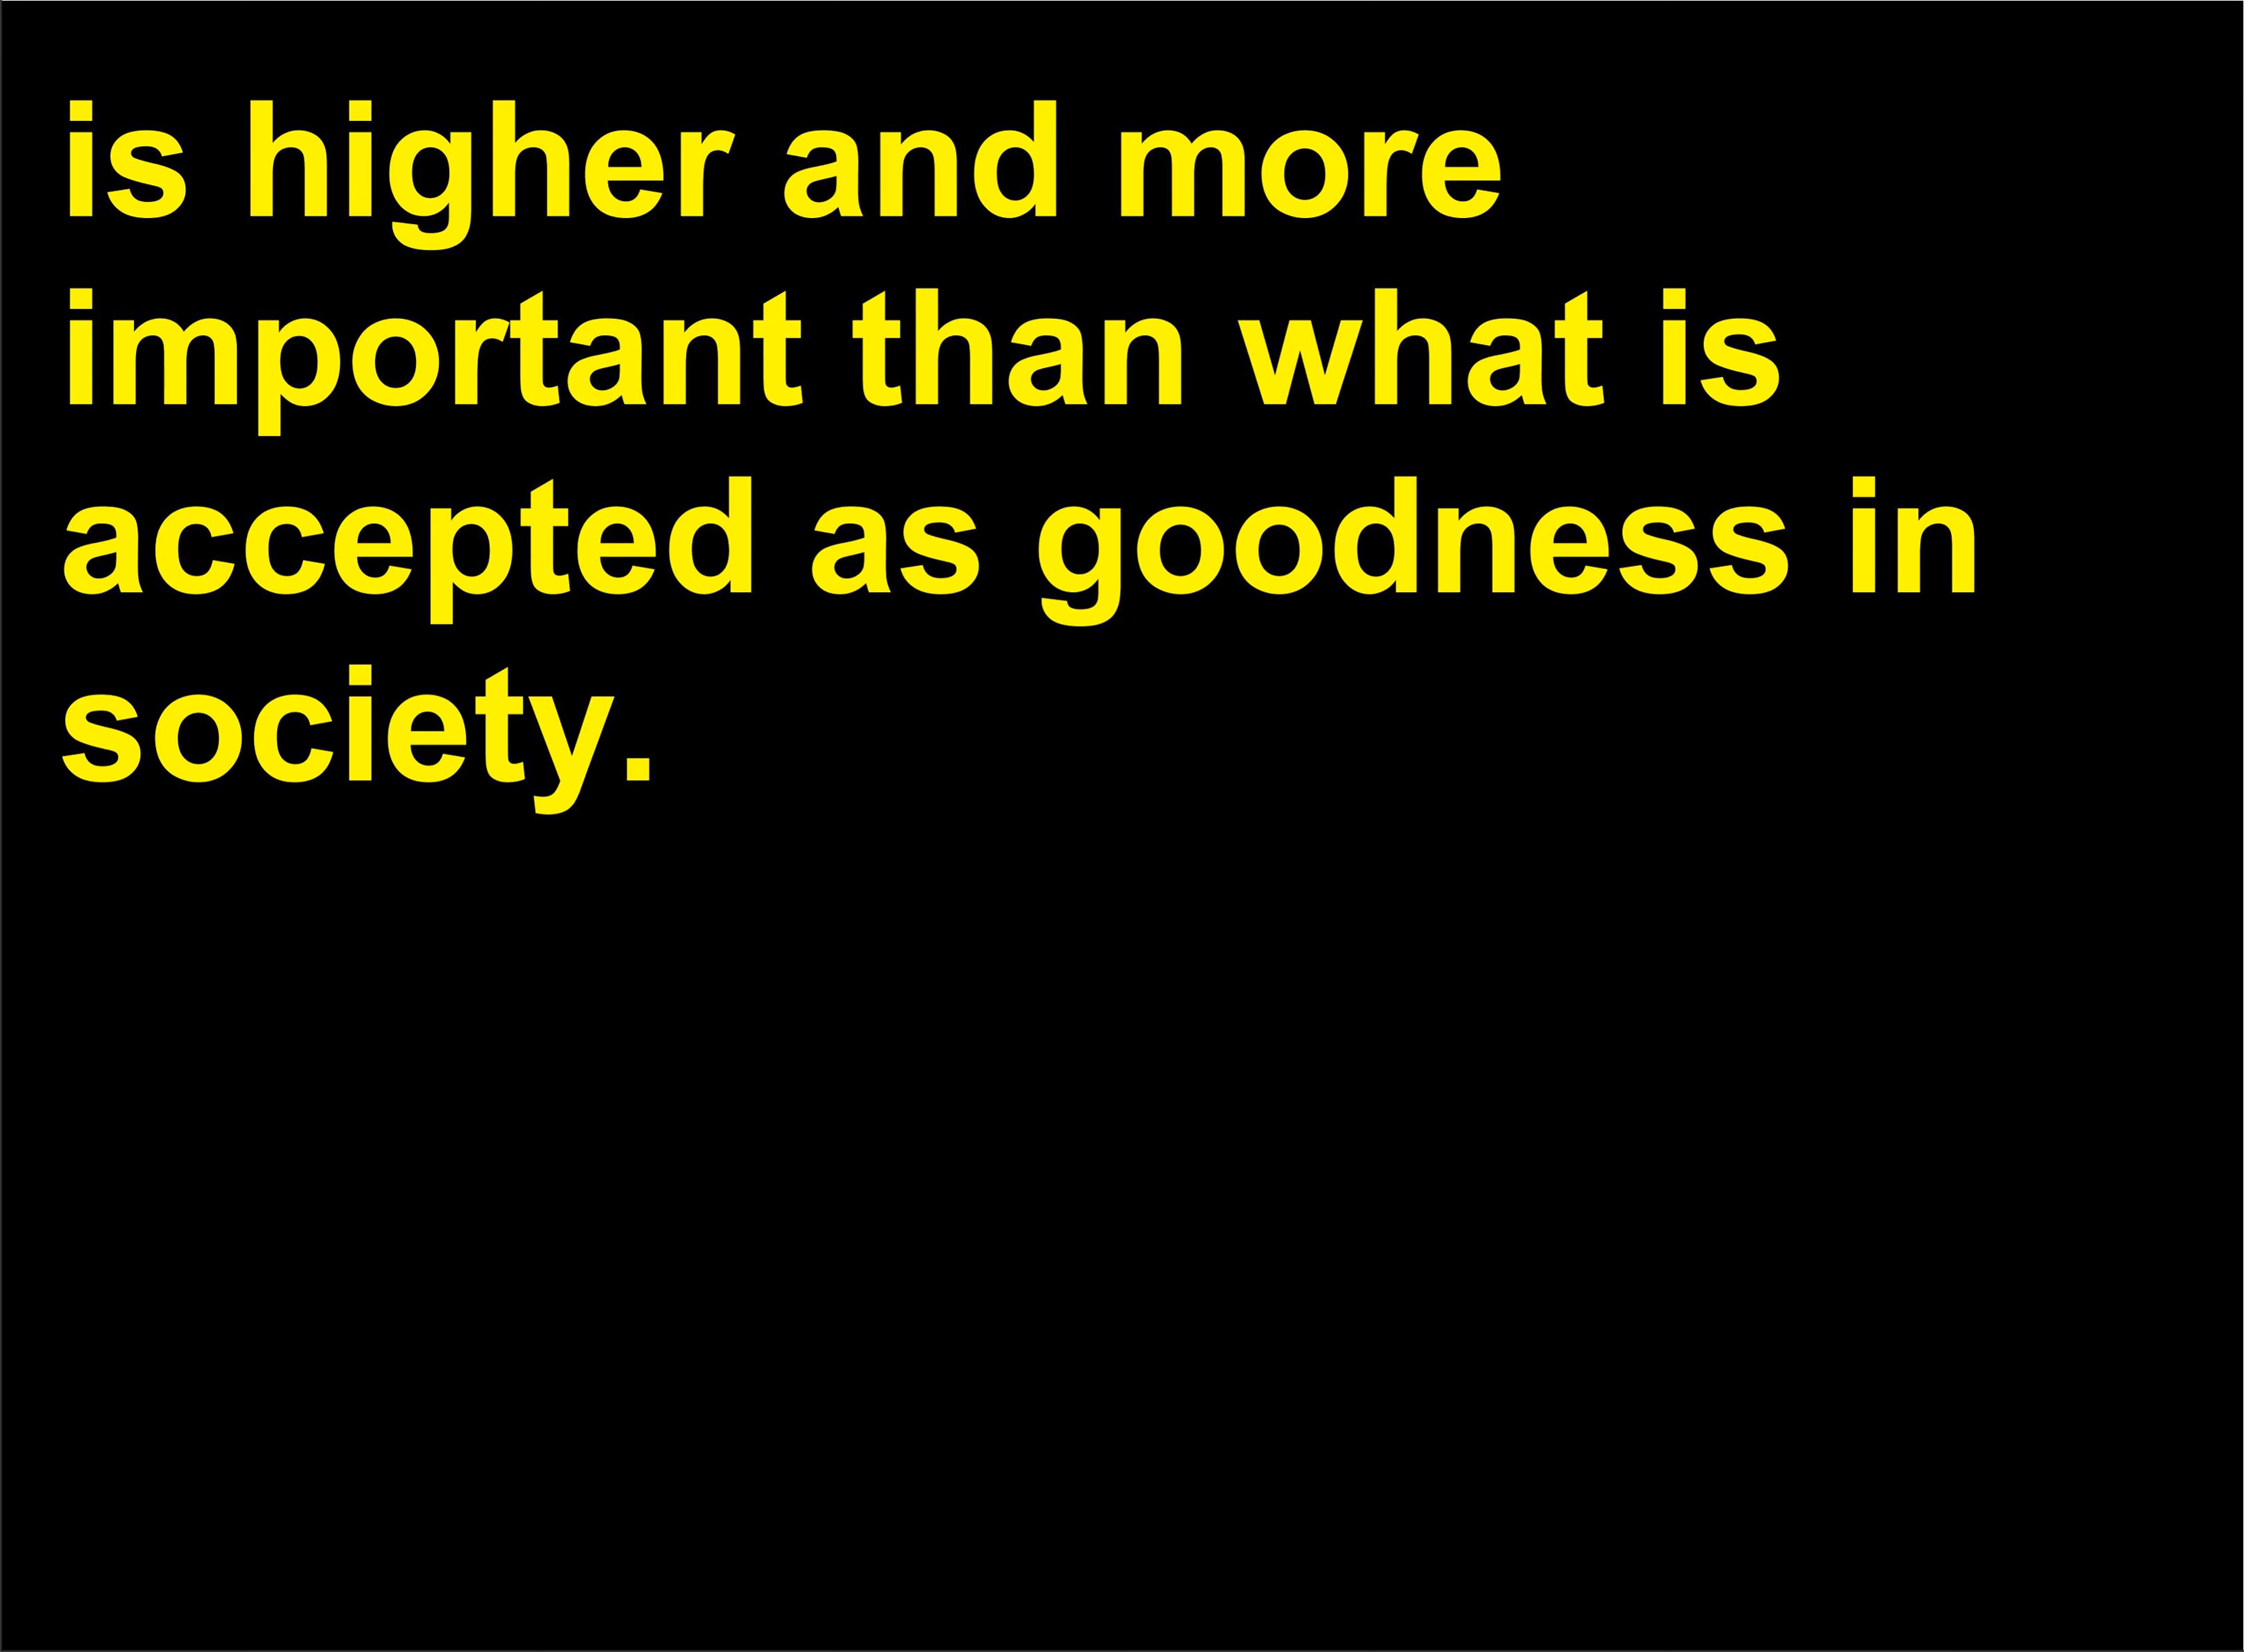 is higher and more
important than what is
accepted as goodness in
society.